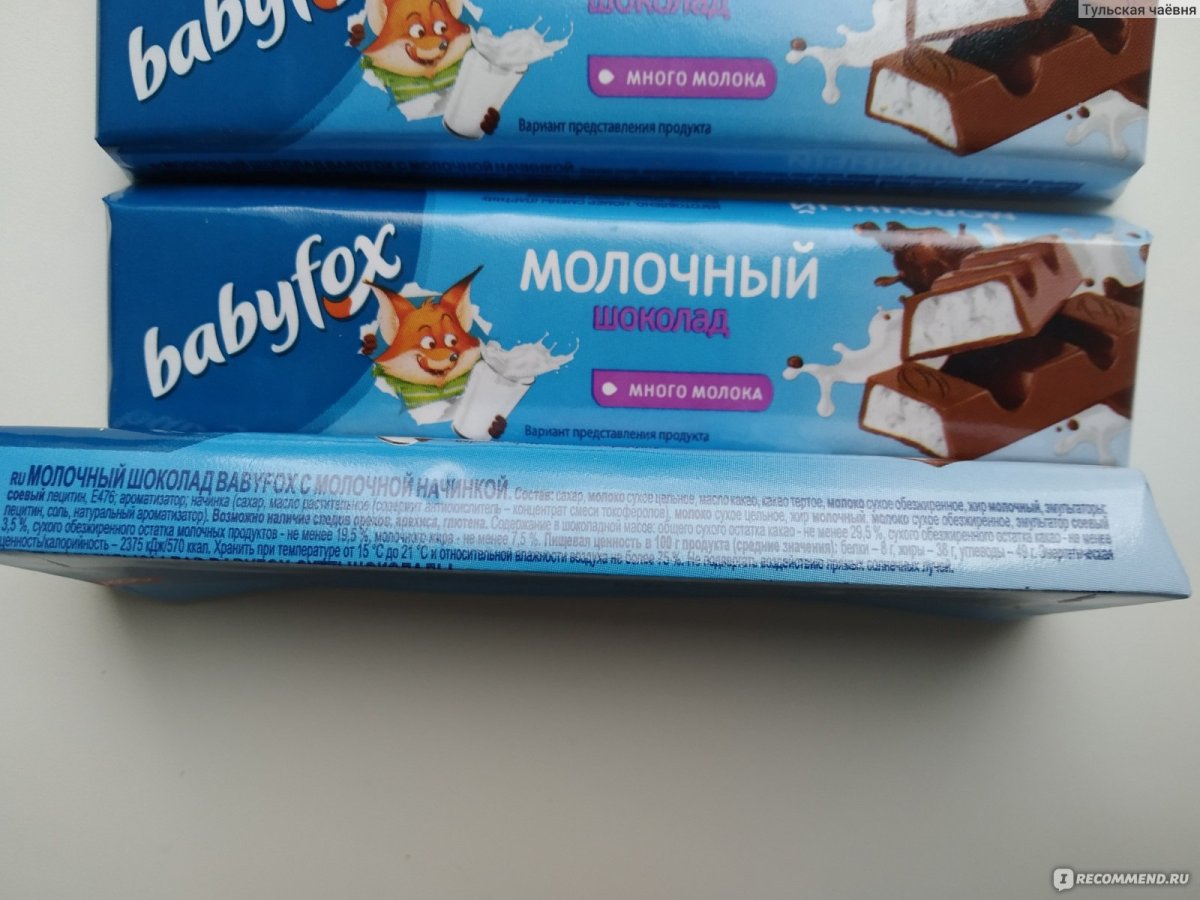 Тульская чаёвня
babyfox
ШОКОЛАД
МНОГО МОЛОКА
Вариант представления продукта
BABYFOX С МОЛОЧНОЙ НАЧИНКОЙ
babyfox
МОЛОЧНЫЙ
ШОКОЛАД
МНОГО МОЛОКА
Вариант представления продукта
RU МОЛОЧНЫЙ ШОКОЛАД BABYFOX С МОЛОЧНОЙ НАЧИНКОЙ. Состав: сахар, молоко сухое цельное, масло какао, какао тертое, молоко сухое обезжиренное, жир молочный, эмульгаторы:
соевый лецитин, E476; ароматизатор; начинка (сахар, масло растительное (содержит антиокислитель – концентрат смеси токоферолов), молоко сухое цельное, жир молочный, молоко сухое обезжиренное, эмульгатор соевый
лецитин, соль, натуральный ароматизатор). Возможно наличие следов орехов, арахиса, глютена. Содержание в шоколадной массе: общего сухого остатка какао - не менее 29,5 %, сухого обезжиренного остатка какао - не менее
3,5 %, сухого обезжиренного остатка молочных продуктов - не менее 19,5 %, молочного жира - не менее 7,5 %. Пищевая ценность в 100 г продукта (средние значения): белки – 8 г, жиры – 38 г, углеводы – 49 г. Энергетическая
ценность/калорийность – 2375 кДж/570 ккал. Хранить при температуре от 15 °С до 21 °С и относительной влажности воздуха не более 75 %. Не подвергать воздействию прямых солнечных лучей.
IRECOMMEND.RU